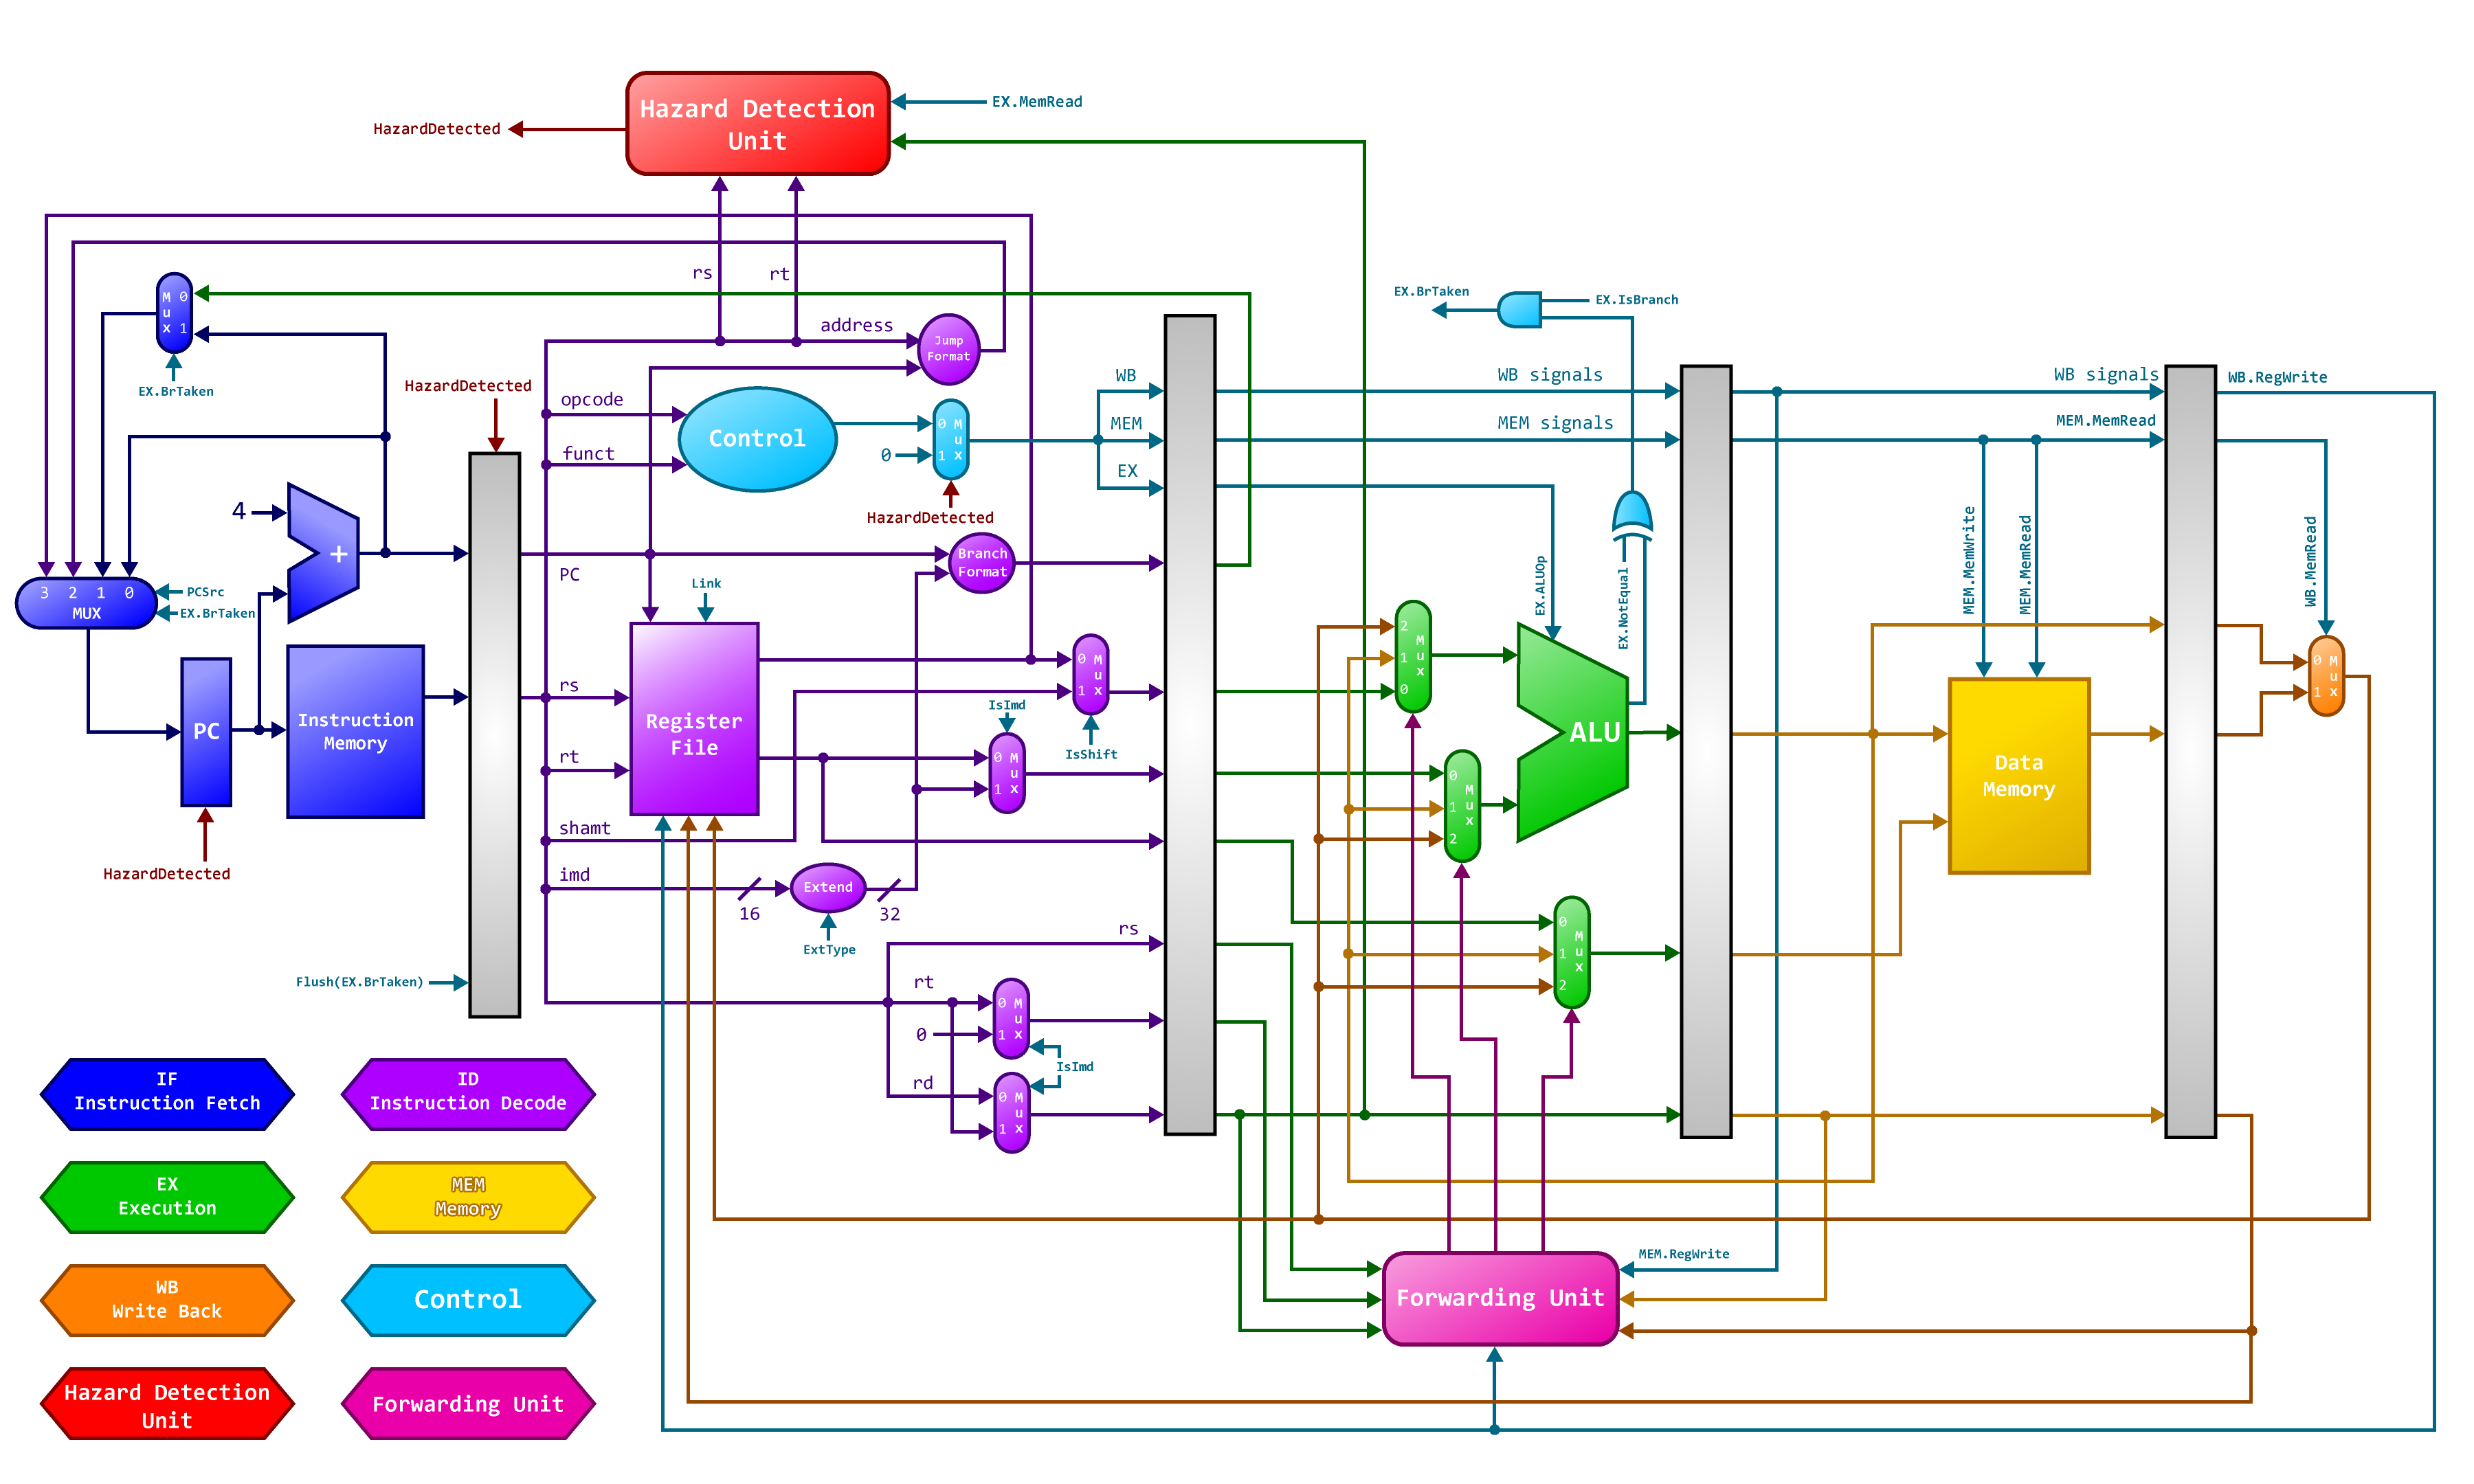 Hazard Detection
Unit
EX.MemRead
HazardDetected
rs
rt
M 0
u
x 1
EX.BrTaken
address
Jump
Format
EX.BrTaken
EX.IsBranch
HazardDetected
opcode
funct
Control
0 M
u
1 x
0
HazardDetected
WB
MEM
EX
WB signals
MEM signals
WB signals
MEM.MemRead
WB.RegWrite
4
+
3 2 1 0
MUX
PCSrc
EX.BrTaken
PC
Branch
Format
Link
EX.ALUOp
EX.NotEqual
MEM.MemWrite
MEM.MemRead
WB.MemRead
PC
Instruction
Memory
HazardDetected
rs
rt
Register
File
0 M
u
1 x
IsShift
IsImd
0 M
u
1 x
2
M
1 u
x
0
0
M
1 u
x
2
ALU
Data
Memory
0 M
u
1 x
shamt
imd
16
Extend
32
ExtType
0
M
1 u
x
2
Flush(EX.BrTaken)
rs
rt
0 M
u
1 x
0
IsImd
rd
0 M
u
1 x
IF
Instruction Fetch
ID
Instruction Decode
EX
Execution
MEM
Memory
WB
Write Back
Control
Hazard Detection
Unit
Forwarding Unit
MEM.RegWrite
Forwarding Unit